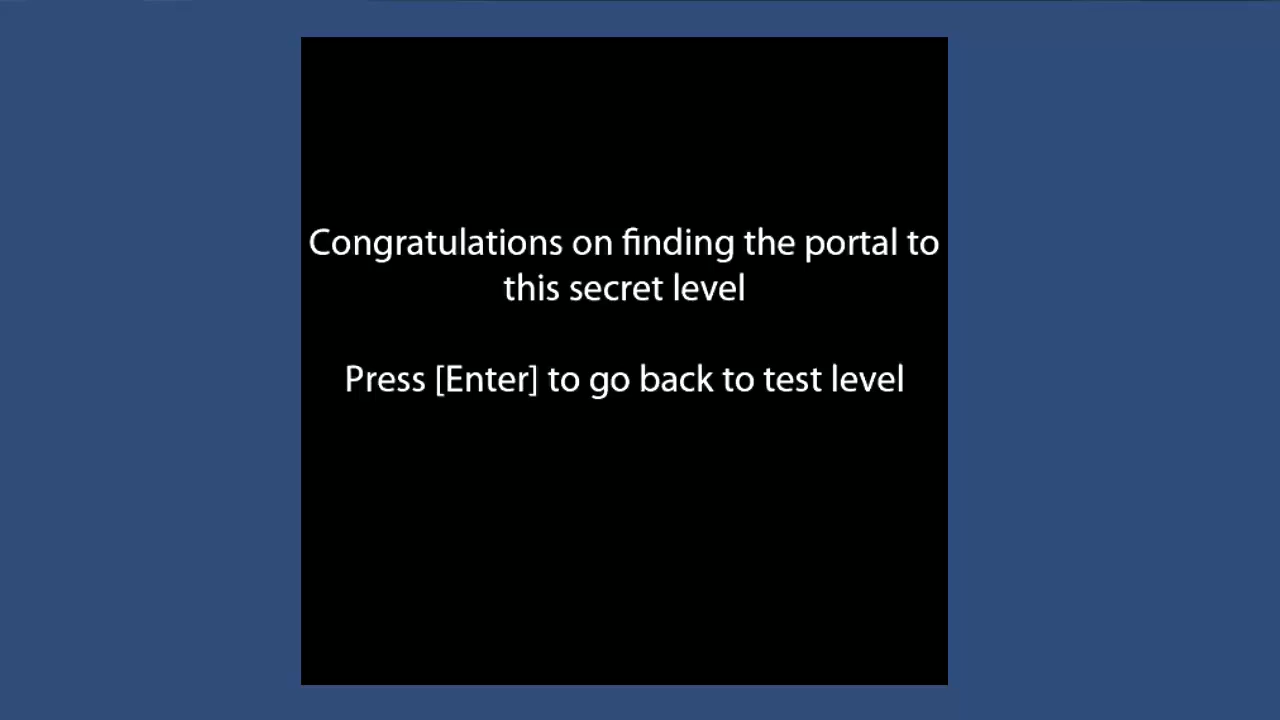 Congratulations on finding the portal to
this secret level
Press [Enter] to go back to test level